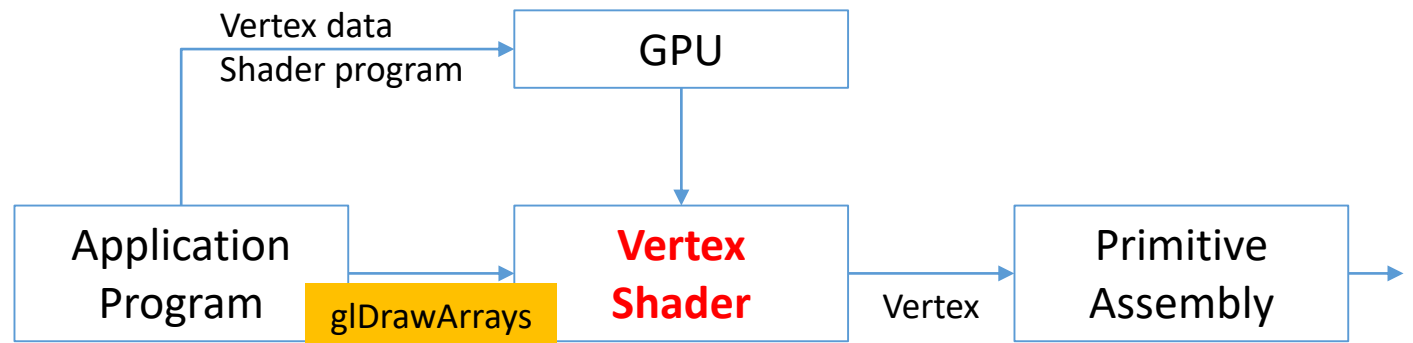 Vertex data
Shader program
GPU
Application
Program
glDrawArrays
Vertex
Shader
Vertex
Primitive
Assembly